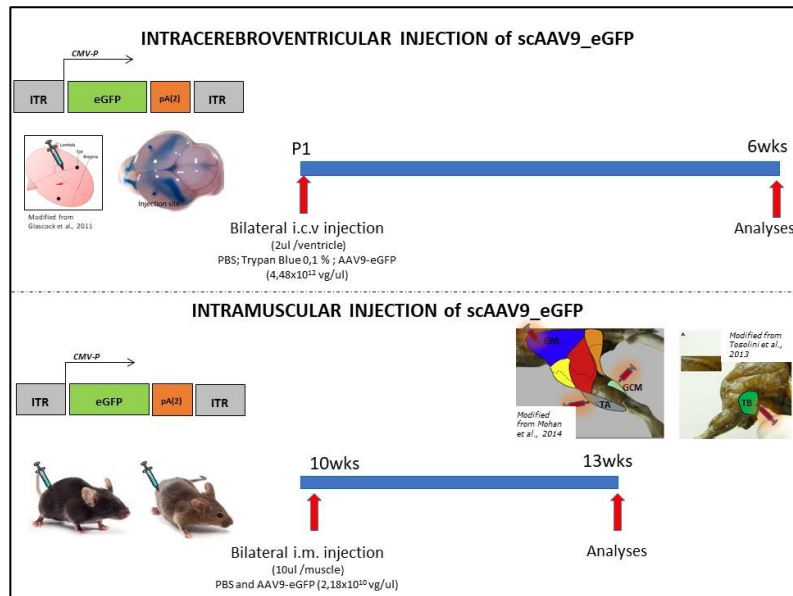 INTRACEREBROVENTRICULAR INJECTION of scAAV9_eGFP
CMV-P
ITR eGFP pA(2) ITR
Lambda
Eye
Bregma
Injection site
Modified from
Glascock et al., 2011
P1
6wks
Bilateral i.c.v injection
(2ul /ventricle)
PBS; Trypan Blue 0,1 % ; AAV9-eGFP
(4,48x10¹² vg/ul)
Analyses
INTRAMUSCULAR INJECTION of scAAV9_eGFP
CMV-P
ITR eGFP pA(2) ITR
GM
GCM
TA
Modified
from Mohan
et al., 2014
A
Modified from
Tosolini et al.,
2013
TB
10wks
13wks
Bilateral i.m. injection
(10ul /muscle)
PBS and AAV9-eGFP (2,18x10¹⁰ vg/ul)
Analyses